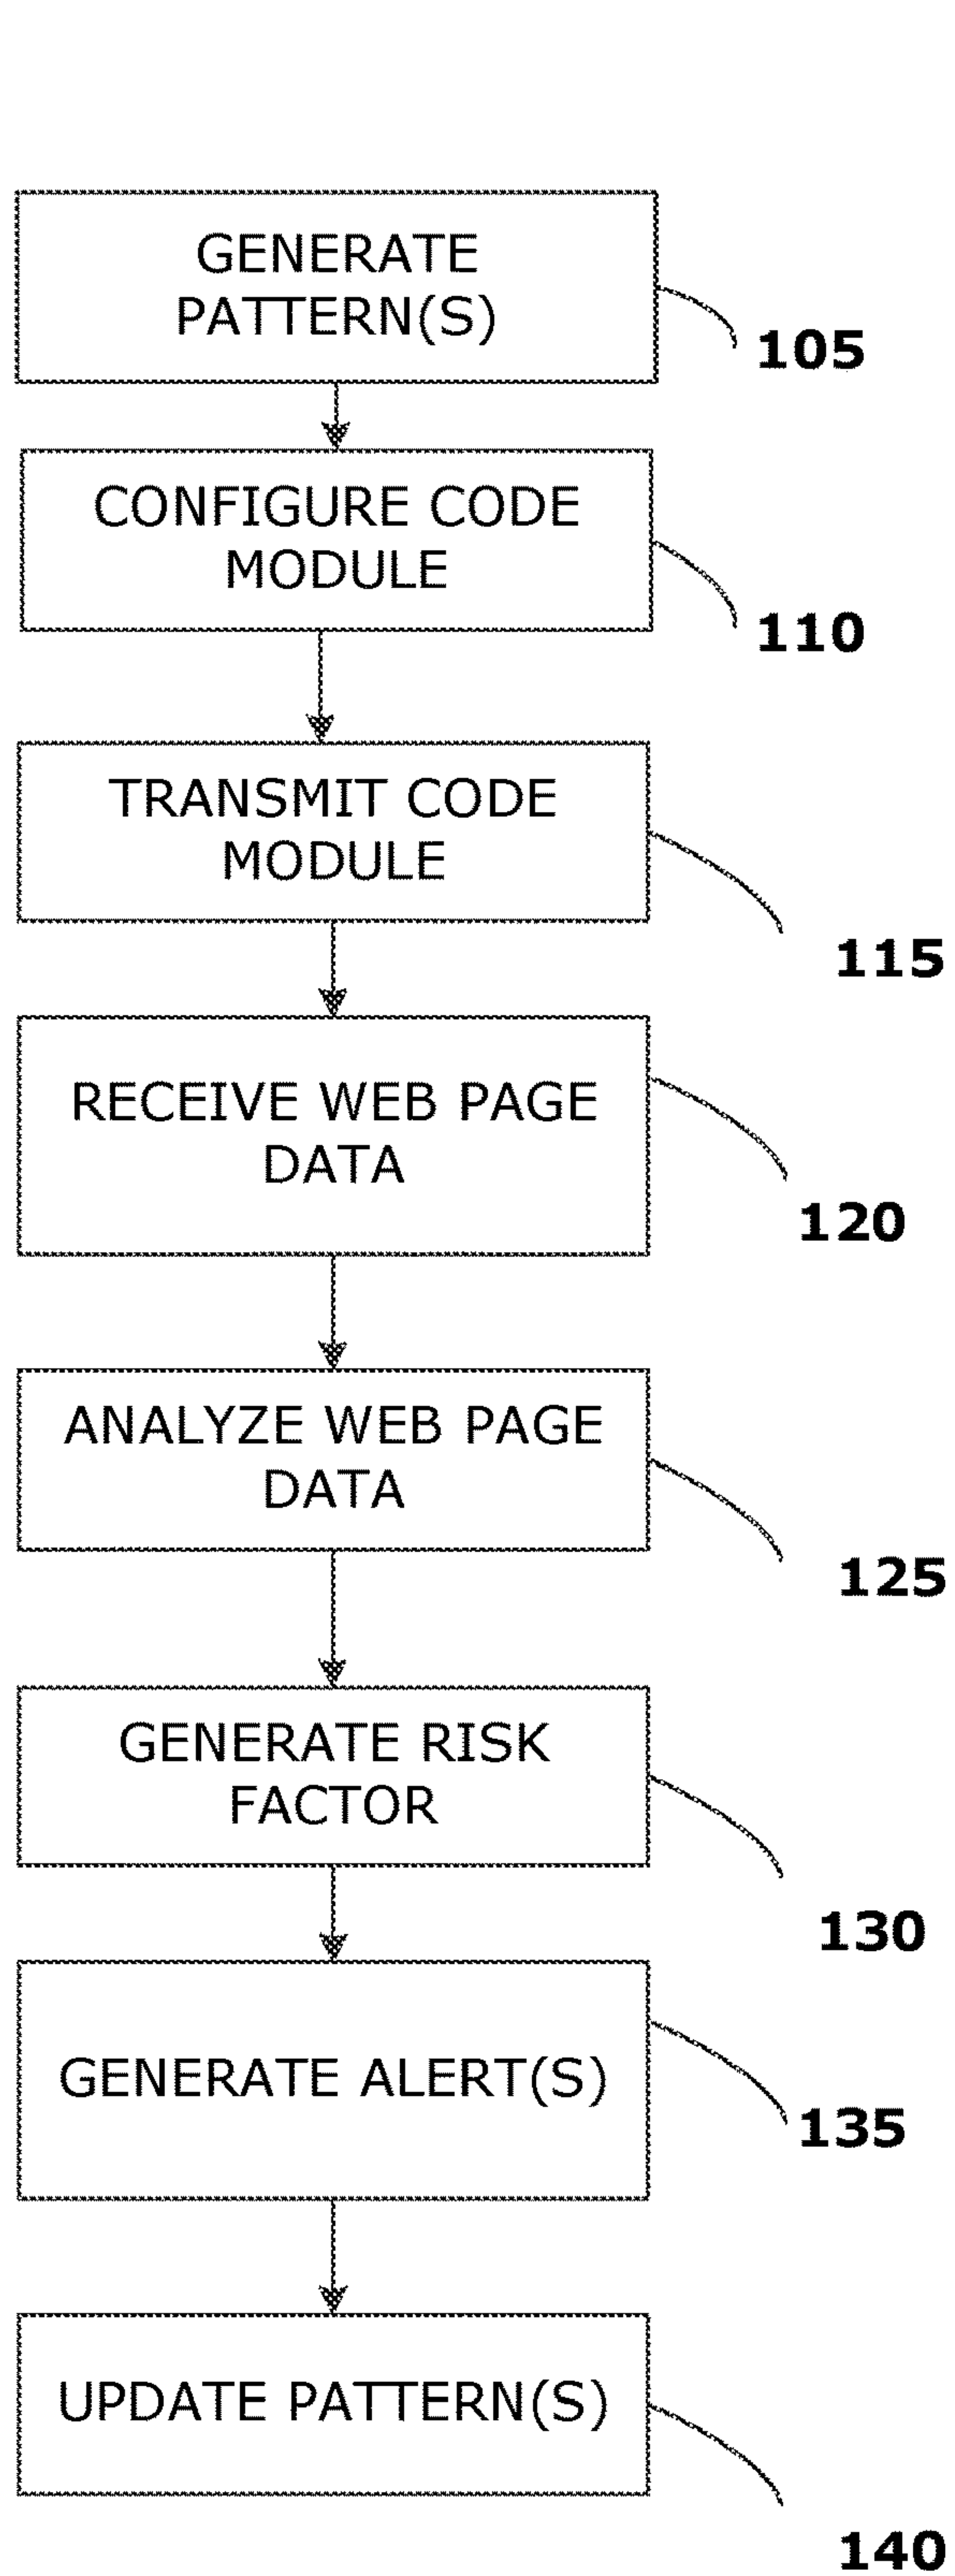 GENERATE
PATTERN(S)
105
CONFIGURE CODE
MODULE
110
TRANSMIT CODE
MODULE
115
RECEIVE WEB PAGE
DATA
120
ANALYZE WEB PAGE
DATA
125
GENERATE RISK
FACTOR
130
GENERATE ALERT(S)
135
UPDATE PATTERN(S)
140